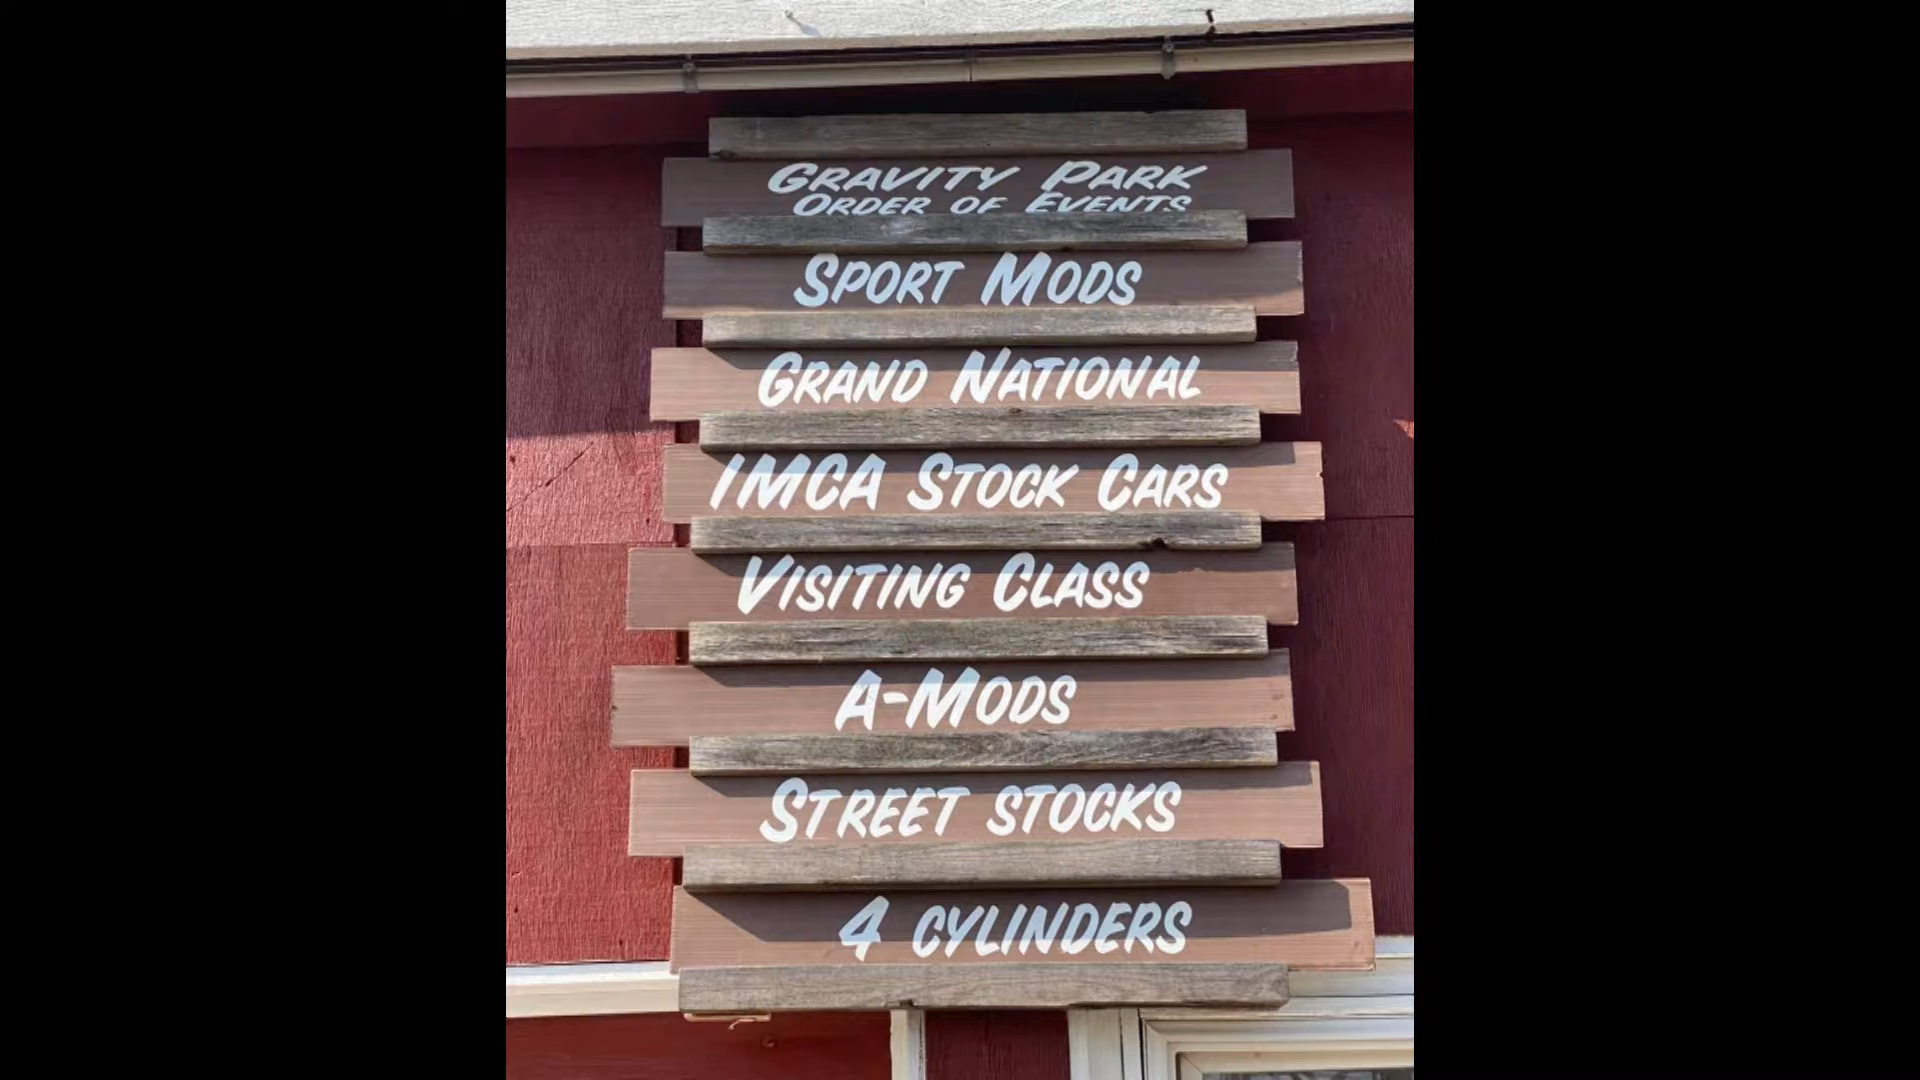 GRAVITY PARK
ORDER OF EVENTS
SPORT MODS
GRAND NATIONAL
IMCA STOCK CARS
VISITING CLASS
A-MODS
STREET STOCKS
4 CYLINDERS